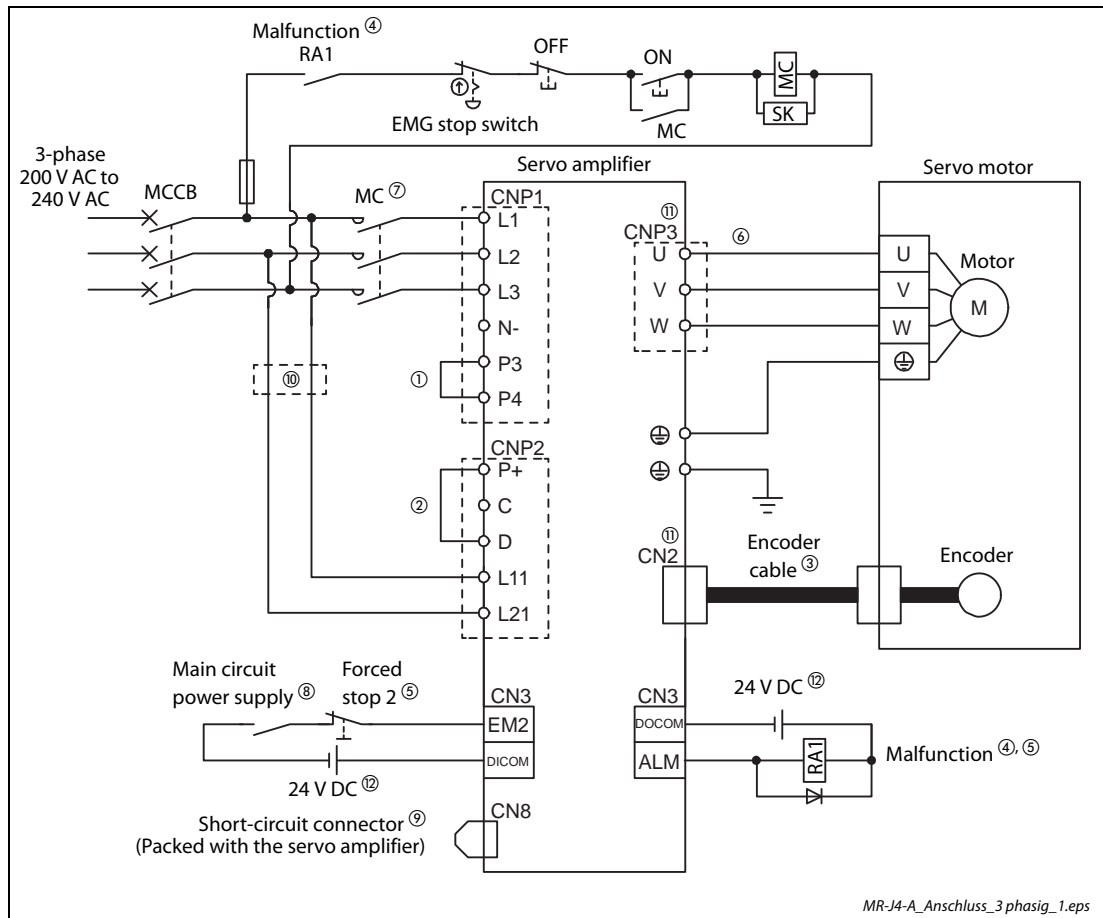 Malfunction ④
RA1
OFF
ON
MC
SK
EMG stop switch
MC
3-phase
200 V AC to
240 V AC
MCCB
MC ⑦
Servo amplifier
Servo motor
CNP1
L1
L2
L3
N-
P3
P4
①
⑩
⑪
CNP3
U
V
W
⑥
U
V
W
Motor
M
CNP2
P+
C
D
L11
L21
②
⑪
CN2
Encoder
cable ③
Encoder
Main circuit
power supply ⑧
Forced
stop 2 ⑤
24 V DC ⑫
CN3
EM2
DICOM
CN3
DOCOM
ALM
24 V DC ⑫
RA1
Malfunction ④, ⑤
CN8
Short-circuit connector ⑨
(Packed with the servo amplifier)
MR-J4-A_Anschluss_3 phasig_1.eps